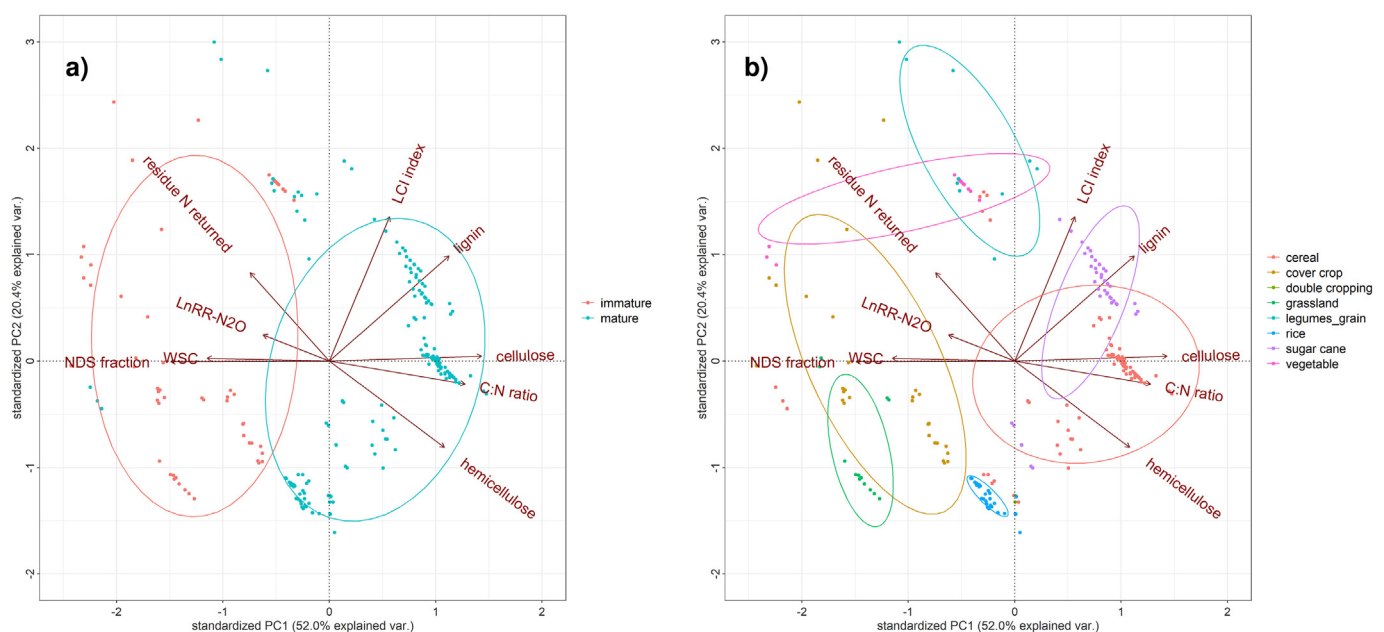 a)
3
2
1
0
-1
-2
standardized PC2 (20.4% explained var.)
residue N returned
LCI index
lignin
LnRR-N2O
NDS fraction
WSC
cellulose
C:N ratio
hemicellulose
-2
-1
0
1
2
standardized PC1 (52.0% explained var.)
immature
mature
b)
3
2
1
0
-1
-2
standardized PC2 (20.4% explained var.)
residue N returned
LCI index
lignin
LnRR-N2O
NDS fraction
WSC
cellulose
C:N ratio
hemicellulose
-2
-1
0
1
2
standardized PC1 (52.0% explained var.)
cereal
cover crop
double cropping
grassland
legumes_grain
rice
sugar cane
vegetable